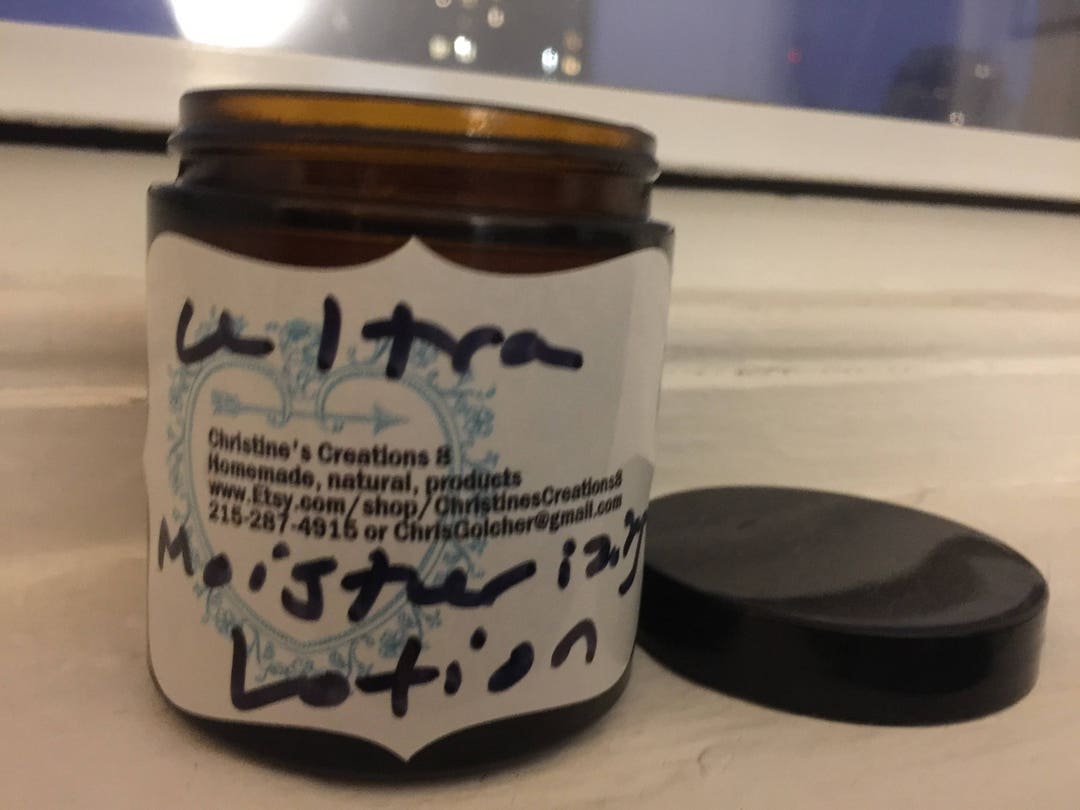 ultra
Christine's Creations 8
Homemade, natural, products
www.Etsy.com/shop/ChristinesCreations8
215-287-4915 or ChrisGolcher@gmail.com
Moisturizing
Lotion